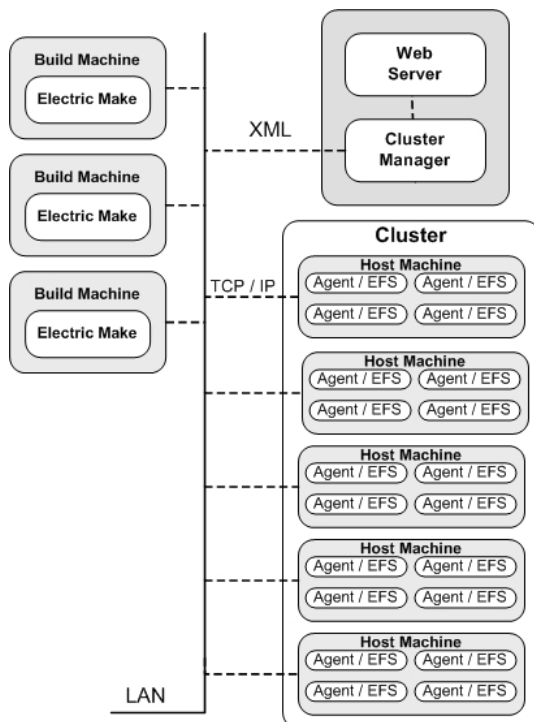 Build Machine
Electric Make
Build Machine
Electric Make
Build Machine
Electric Make
XML
Web
Server
Cluster
Manager
TCP / IP
Cluster
Host Machine
Agent / EFS Agent / EFS
Agent / EFS Agent / EFS
Host Machine
Agent / EFS Agent / EFS
Agent / EFS Agent / EFS
Host Machine
Agent / EFS Agent / EFS
Agent / EFS Agent / EFS
Host Machine
Agent / EFS Agent / EFS
Agent / EFS Agent / EFS
Host Machine
Agent / EFS Agent / EFS
Agent / EFS Agent / EFS
LAN